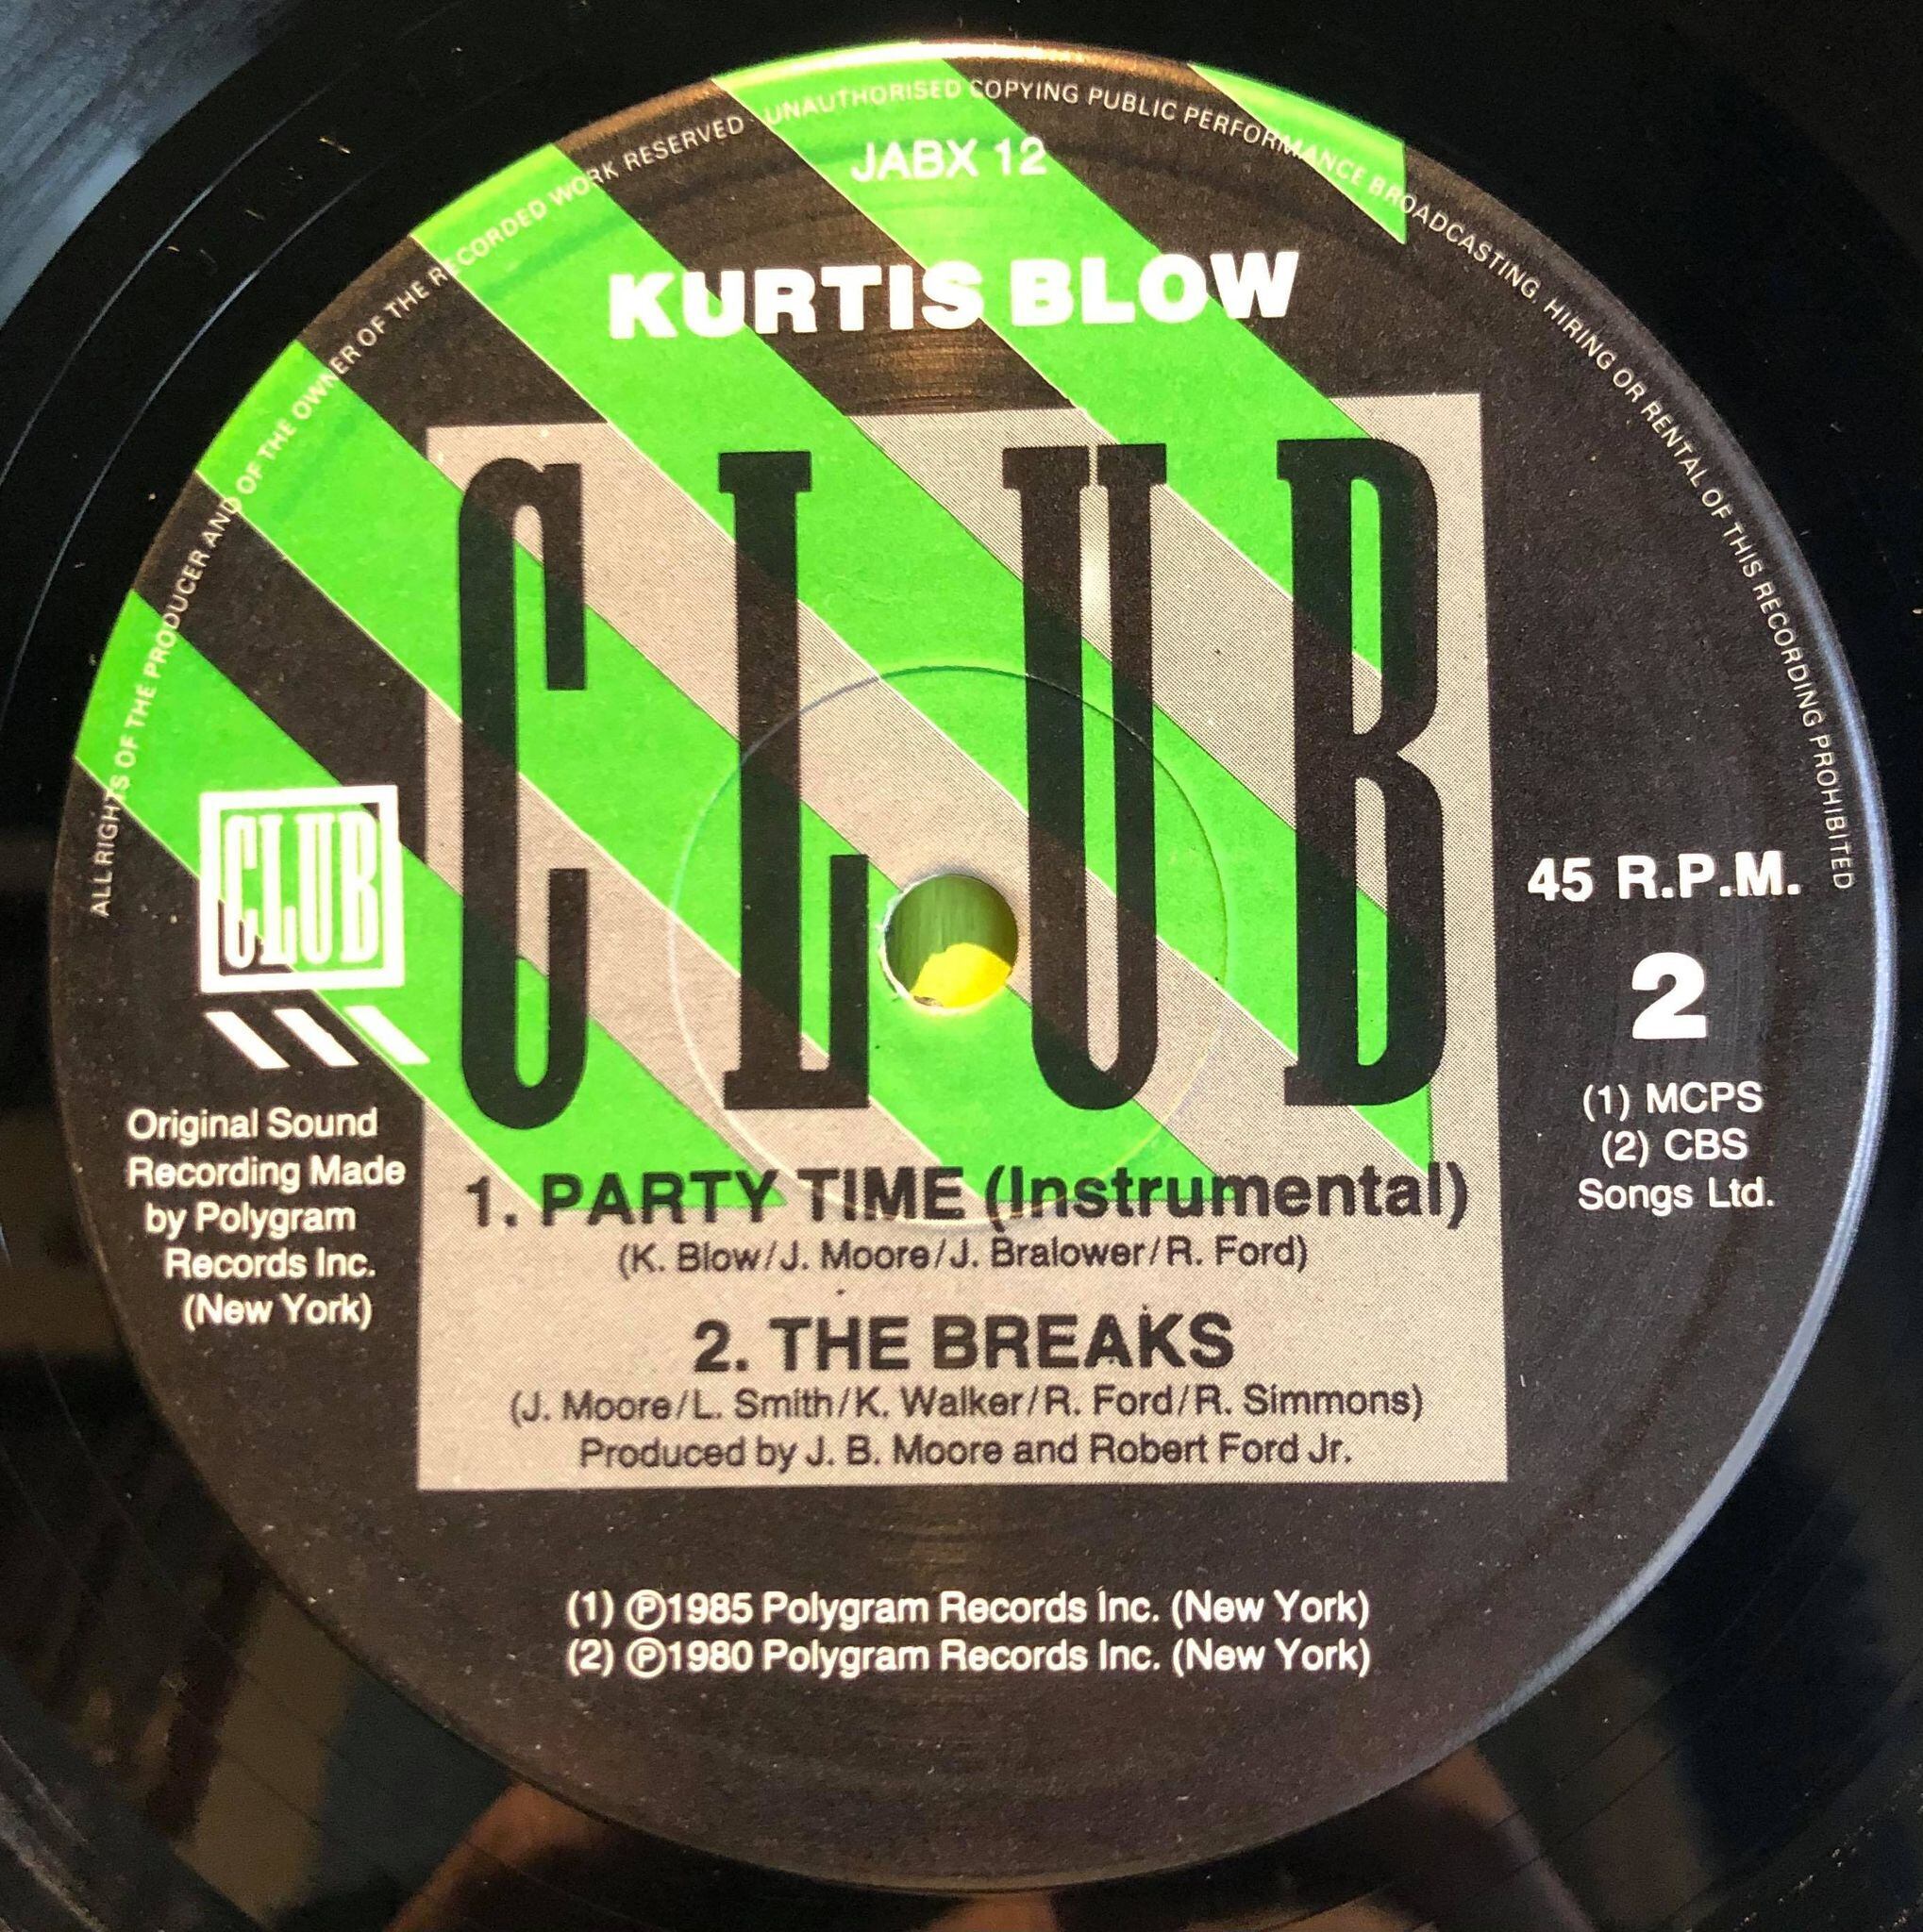 ALL RIGHTS OF THE PRODUCER AND OF THE OWNER OF THE RECORDED WORK RESERVED UNAUTHORISED COPYING PUBLIC PERFORMANCE BROADCASTING, HIRING OR RENTAL OF THIS RECORDING PROHIBITED
JABX 12
KURTIS BLOW
CLUB
CLUB
45 R.P.M.
2
(1) MCPS
(2) CBS
Songs Ltd.
Original Sound
Recording Made
by Polygram
Records Inc.
(New York)
1. PARTY TIME (Instrumental)
(K. Blow/J. Moore/J. Bralower/R. Ford)
2. THE BREAKS
(J. Moore/L. Smith/K. Walker/R. Ford/R. Simmons)
Produced by J. B. Moore and Robert Ford Jr.
(1) ℗1985 Polygram Records Inc. (New York)
(2) ℗1980 Polygram Records Inc. (New York)